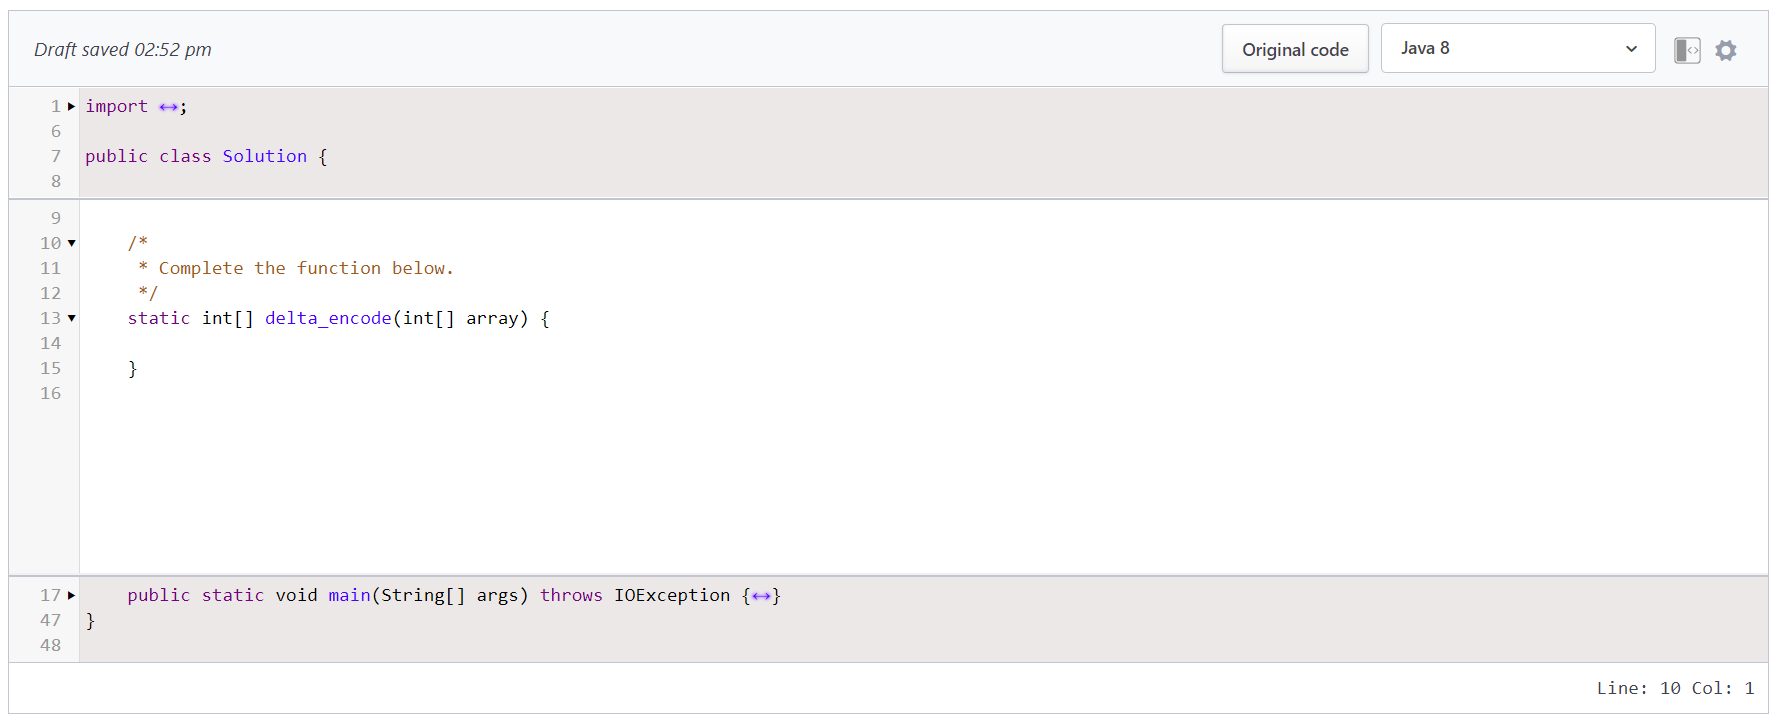 Draft saved 02:52 pm
Original code
Java 8
1 import ↔;
6
7 public class Solution {
8
9
10     /*
11      * Complete the function below.
12      */
13     static int[] delta_encode(int[] array) {
14
15     }
16
17     public static void main(String[] args) throws IOException {↔}
47 }
48
Line: 10 Col: 1